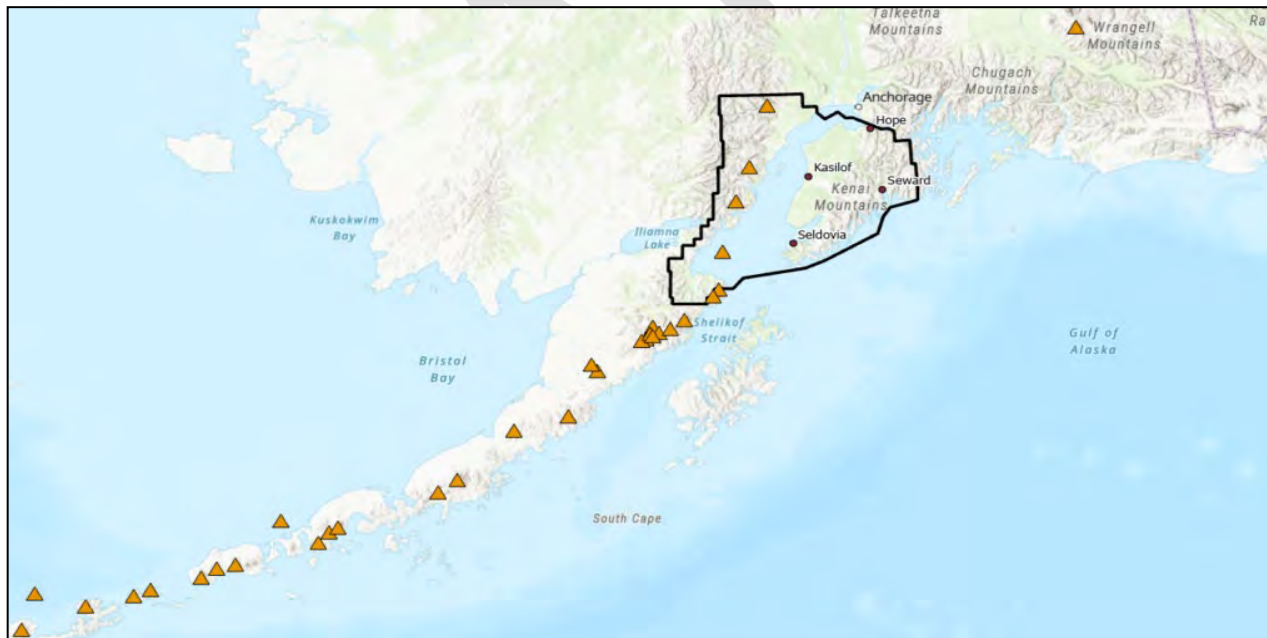 Talkeetna
Mountains
Wrangell
Mountains
Ra
Chugach
Mountains
Anchorage
Hope
Kasilof
Seward
Kenai
Mountains
Kuskokwim
Bay
Iliamna
Lake
Seldovia
Shelikof
Strait
Gulf of
Alaska
Bristol
Bay
South Cape